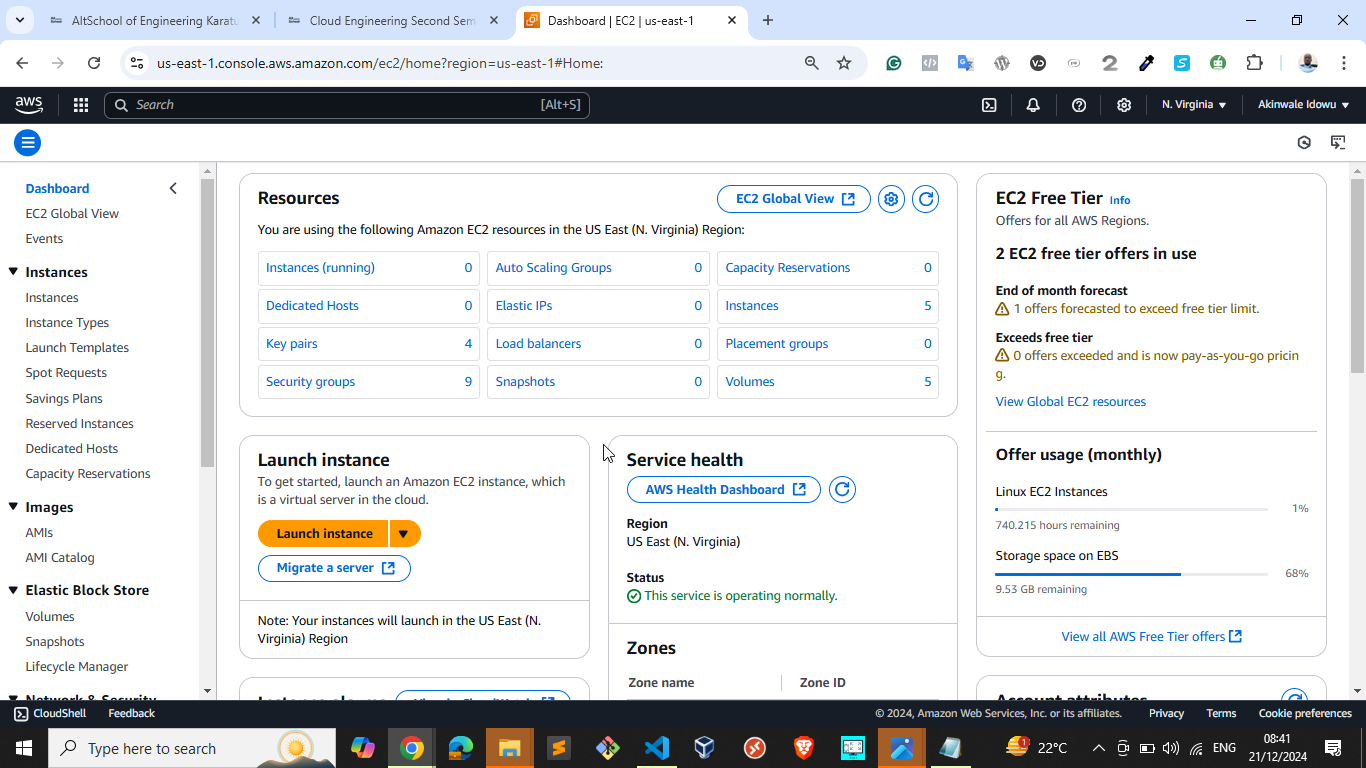 AltSchool of Engineering Karatu
Cloud Engineering Second Sem
Dashboard | EC2 | us-east-1
us-east-1.console.aws.amazon.com/ec2/home?region=us-east-1#Home:
aws
Search
[Alt+S]
N. Virginia
Akinwale Idowu
Dashboard
EC2 Global View
Events
Instances
Instances
Instance Types
Launch Templates
Spot Requests
Savings Plans
Reserved Instances
Dedicated Hosts
Capacity Reservations
Images
AMIs
AMI Catalog
Elastic Block Store
Volumes
Snapshots
Lifecycle Manager
Network & Security
Resources
EC2 Global View
You are using the following Amazon EC2 resources in the US East (N. Virginia) Region:
Instances (running) 0
Auto Scaling Groups 0
Capacity Reservations 0
Dedicated Hosts 0
Elastic IPs 0
Instances 5
Key pairs 4
Load balancers 0
Placement groups 0
Security groups 9
Snapshots 0
Volumes 5
Launch instance
To get started, launch an Amazon EC2 instance, which
is a virtual server in the cloud.
Launch instance
Migrate a server
Note: Your instances will launch in the US East (N.
Virginia) Region
Service health
AWS Health Dashboard
Region
US East (N. Virginia)
Status
This service is operating normally.
Zones
Zone name
Zone ID
EC2 Free Tier Info
Offers for all AWS Regions.
2 EC2 free tier offers in use
End of month forecast
1 offers forecasted to exceed free tier limit.
Exceeds free tier
0 offers exceeded and is now pay-as-you-go pricin
g.
View Global EC2 resources
Offer usage (monthly)
Linux EC2 Instances
1%
740.215 hours remaining
Storage space on EBS
68%
9.53 GB remaining
View all AWS Free Tier offers
Account attributes
CloudShell
Feedback
© 2024, Amazon Web Services, Inc. or its affiliates.
Privacy
Terms
Cookie preferences
Type here to search
1
22°C
ENG
08:41
21/12/2024